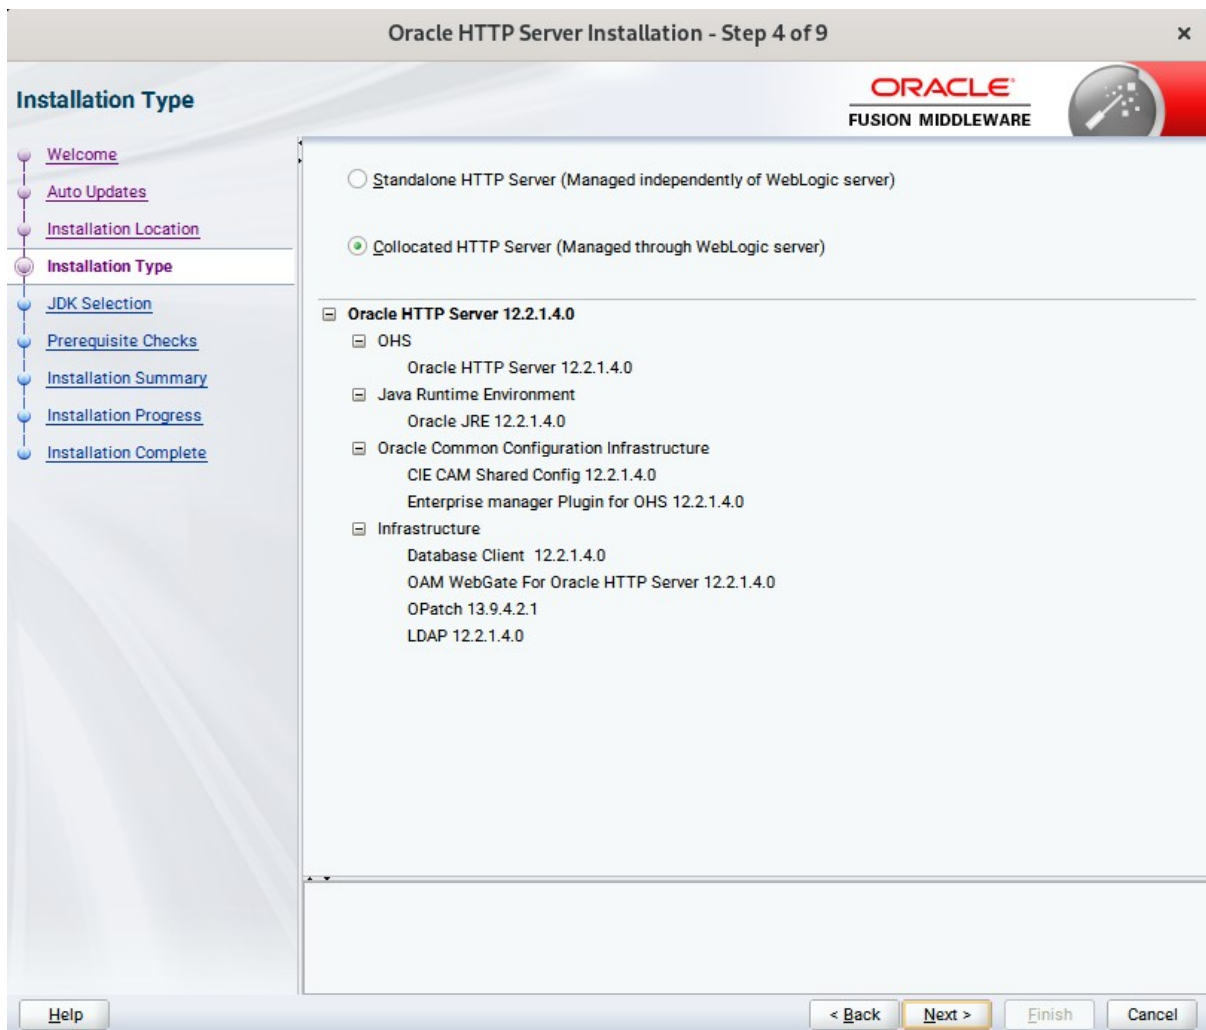 Oracle HTTP Server Installation - Step 4 of 9
×
Installation Type
ORACLE
FUSION MIDDLEWARE
Welcome
Auto Updates
Installation Location
Installation Type
JDK Selection
Prerequisite Checks
Installation Summary
Installation Progress
Installation Complete
Standalone HTTP Server (Managed independently of WebLogic server)
Collocated HTTP Server (Managed through WebLogic server)
Oracle HTTP Server 12.2.1.4.0
OHS
Oracle HTTP Server 12.2.1.4.0
Java Runtime Environment
Oracle JRE 12.2.1.4.0
Oracle Common Configuration Infrastructure
CIE CAM Shared Config 12.2.1.4.0
Enterprise manager Plugin for OHS 12.2.1.4.0
Infrastructure
Database Client 12.2.1.4.0
OAM WebGate For Oracle HTTP Server 12.2.1.4.0
OPatch 13.9.4.2.1
LDAP 12.2.1.4.0
Help
< Back
Next >
Finish
Cancel